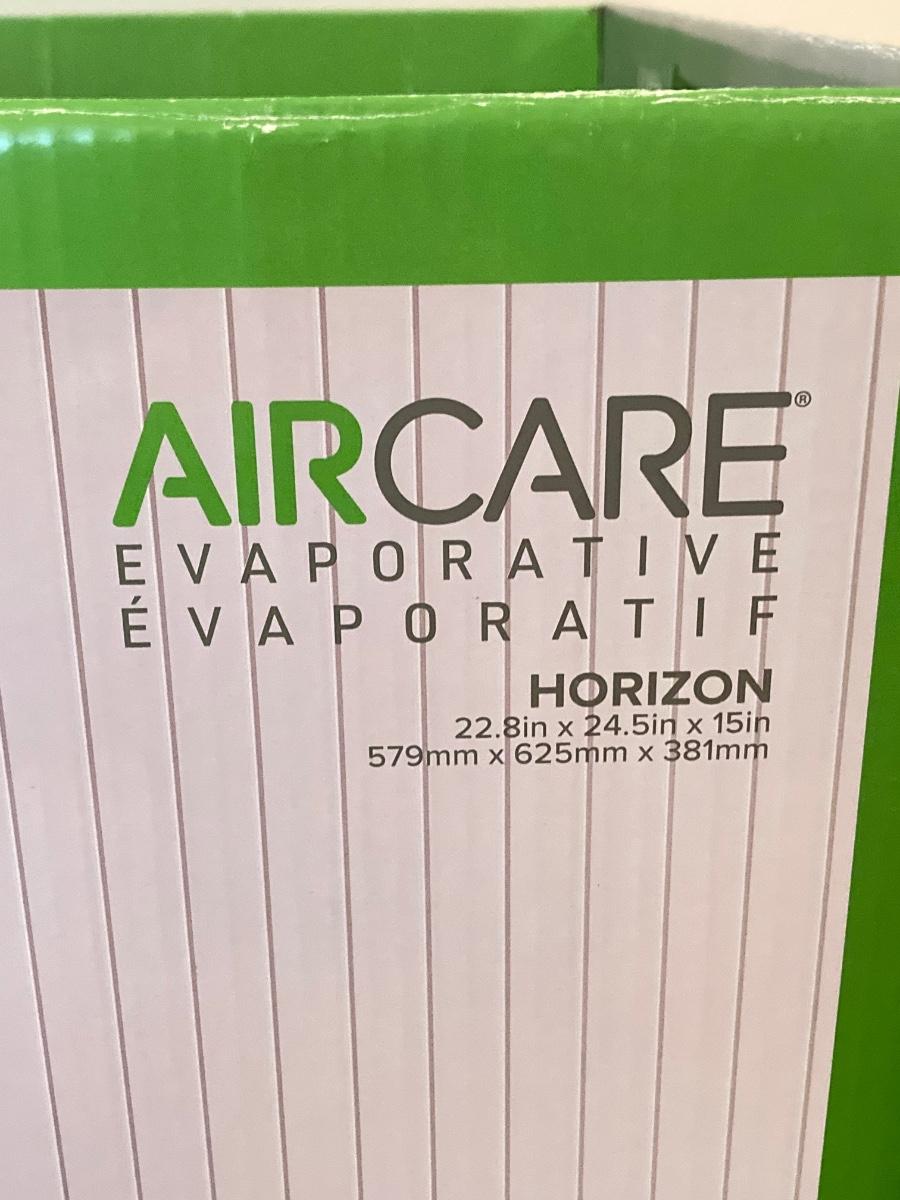 AIRCARE®
EVAPORATIVE
ÉVAPORATIF
HORIZON
22.8in x 24.5in x 15in
579mm x 625mm x 381mm